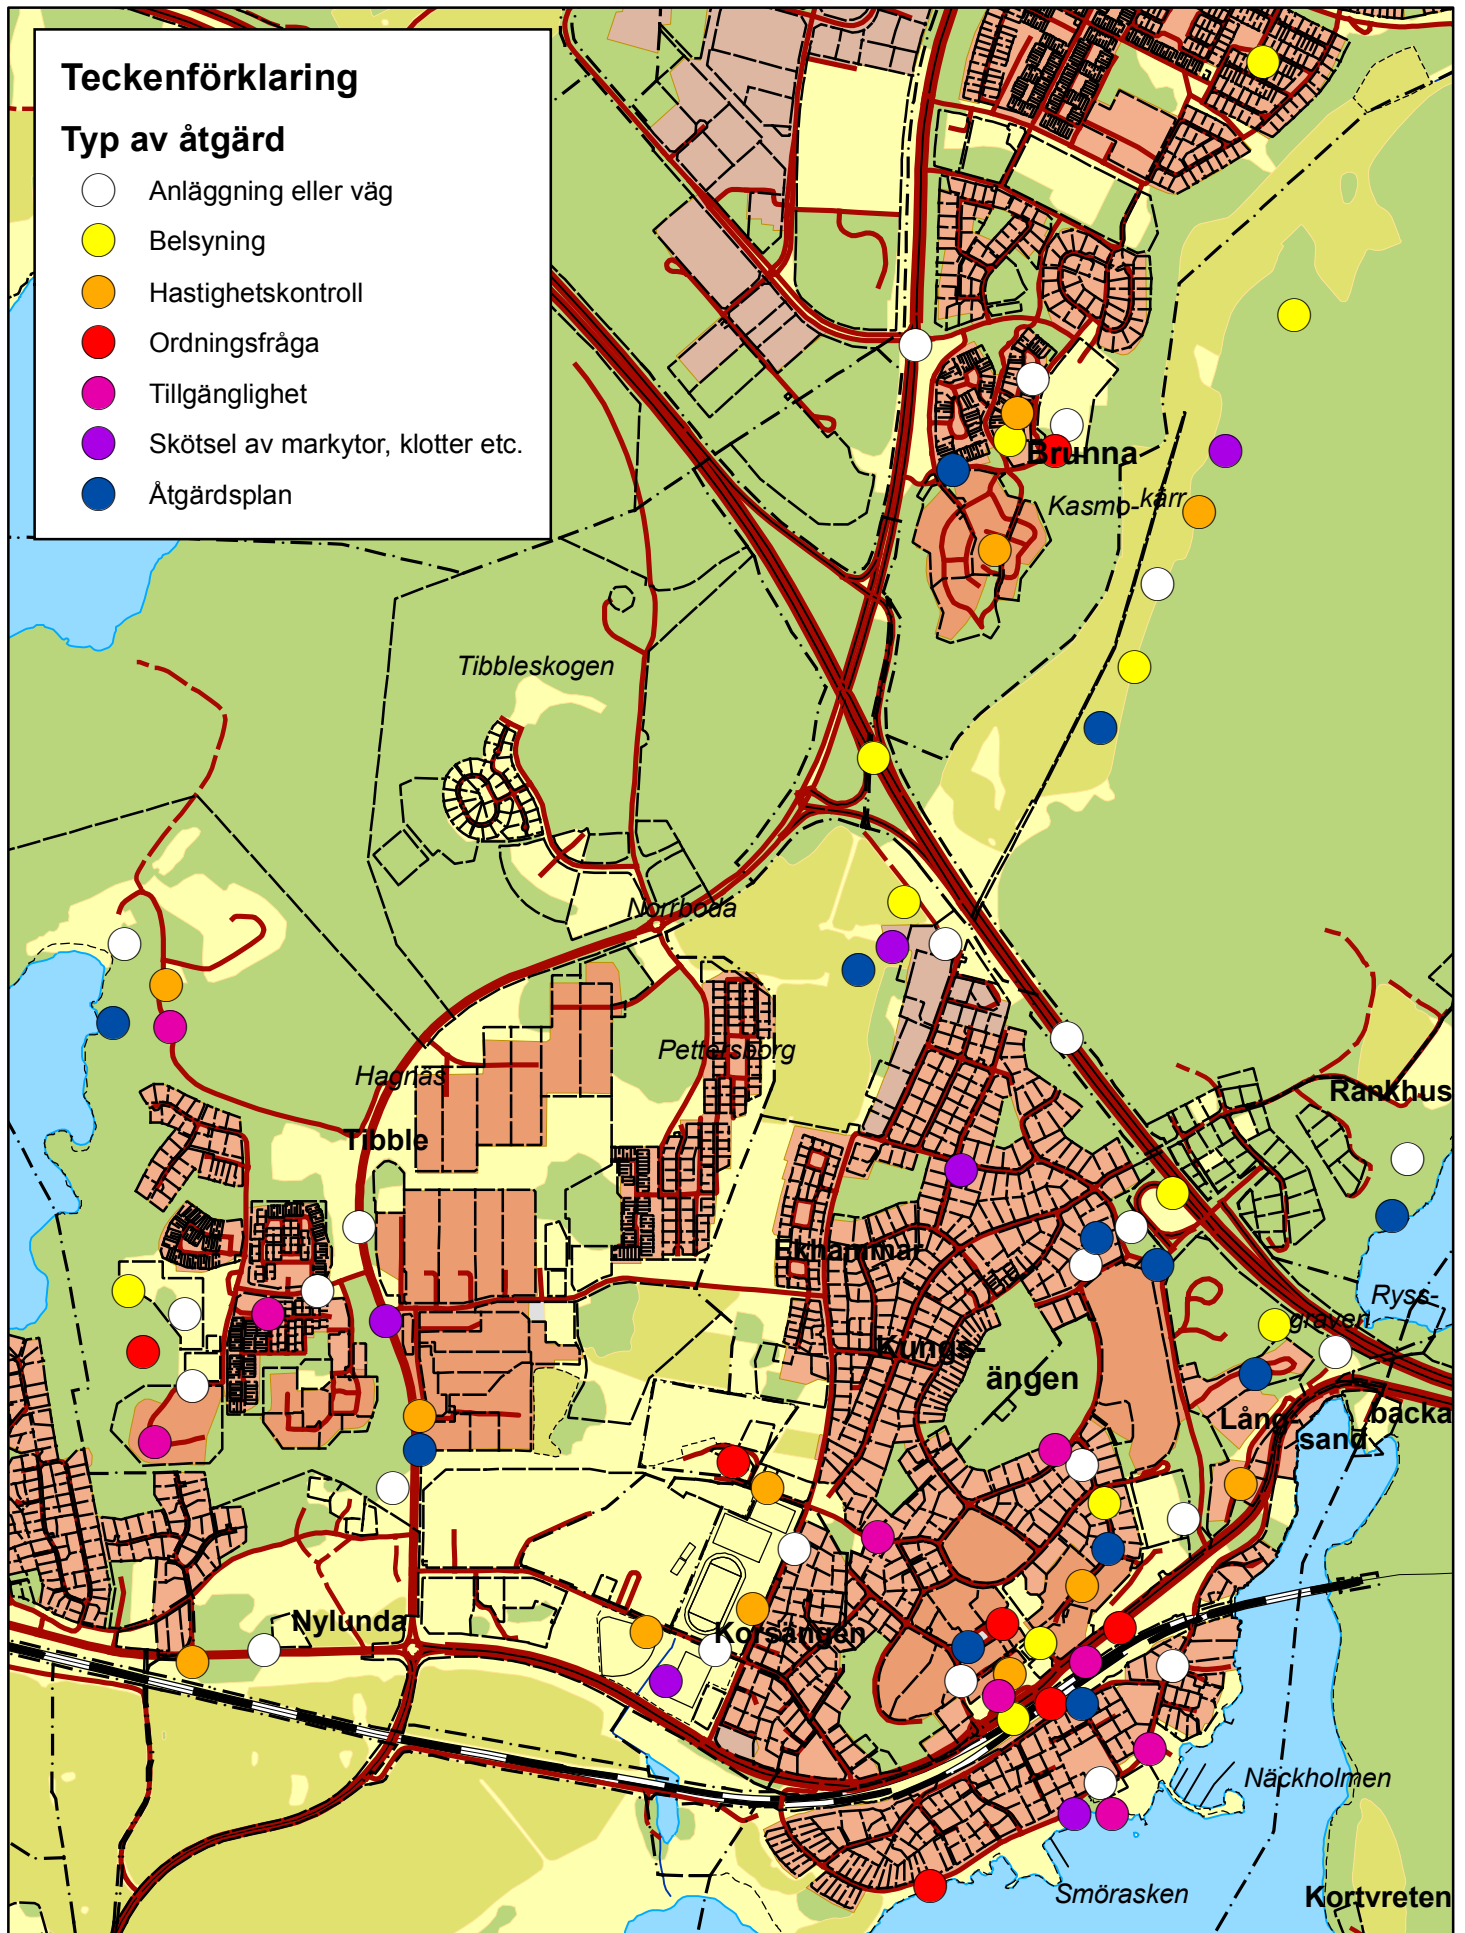 Teckenförklaring
Typ av åtgärd
Anläggning eller väg
Belsyning
Hastighetskontroll
Ordningsfråga
Tillgänglighet
Skötsel av markytor, klotter etc.
Åtgärdsplan
Brunna
Kasmo-kärr
Tibbleskogen
Norrboda
Pettersborg
Hagnäs
Tibble
Rankhus
Ekhammar
Ryss-
graven
Kungs-
ängen
backa
Lång-
sand
Nylunda
Korsängen
Näckholmen
Smörasken
Kortvreten